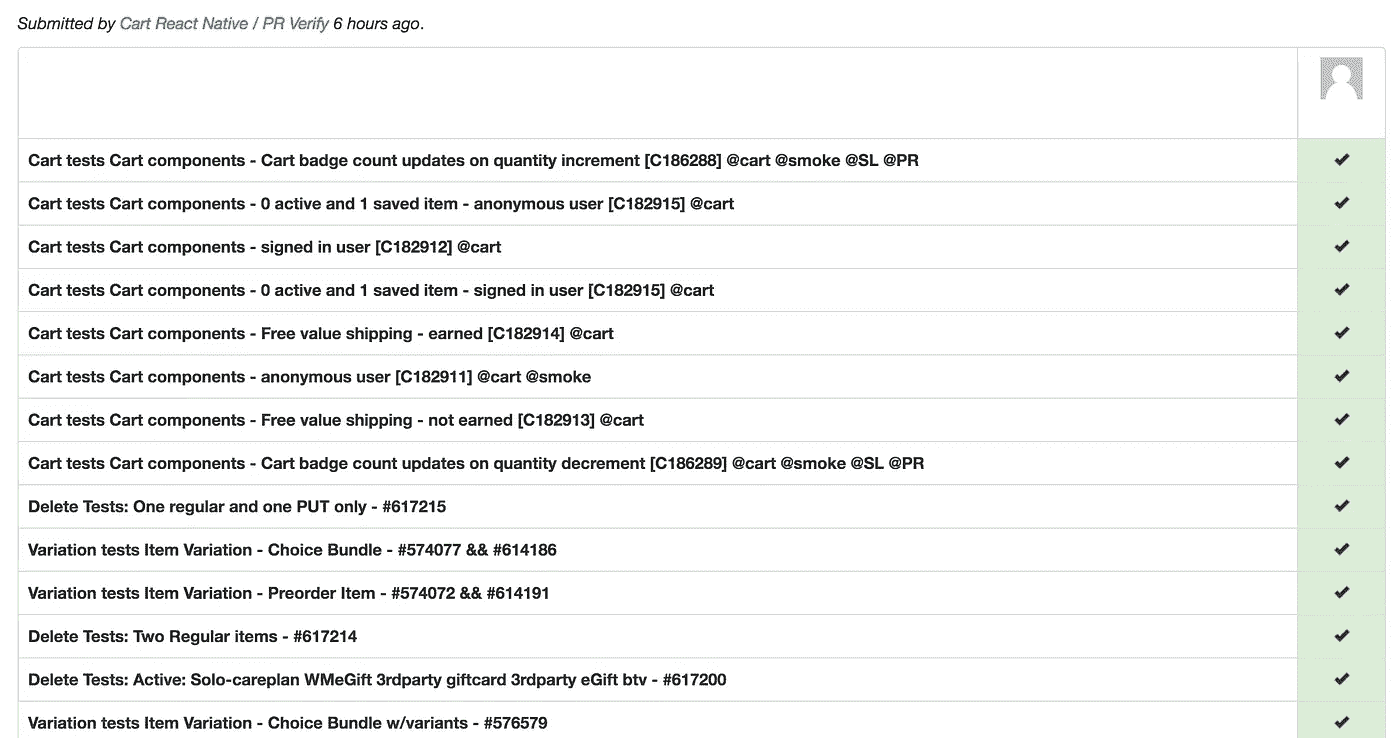 Submitted by Cart React Native / PR Verify 6 hours ago.
Cart tests Cart components - Cart badge count updates on quantity increment [C186288] @cart @smoke @SL @PR
Cart tests Cart components - 0 active and 1 saved item - anonymous user [C182915] @cart
Cart tests Cart components - signed in user [C182912] @cart
Cart tests Cart components - 0 active and 1 saved item - signed in user [C182915] @cart
Cart tests Cart components - Free value shipping - earned [C182914] @cart
Cart tests Cart components - anonymous user [C182911] @cart @smoke
Cart tests Cart components - Free value shipping - not earned [C182913] @cart
Cart tests Cart components - Cart badge count updates on quantity decrement [C186289] @cart @smoke @SL @PR
Delete Tests: One regular and one PUT only - #617215
Variation tests Item Variation - Choice Bundle - #574077 && #614186
Variation tests Item Variation - Preorder Item - #574072 && #614191
Delete Tests: Two Regular items - #617214
Delete Tests: Active: Solo-careplan WMeGift 3rdparty giftcard 3rdparty eGift btv - #617200
Variation tests Item Variation - Choice Bundle w/variants - #576579